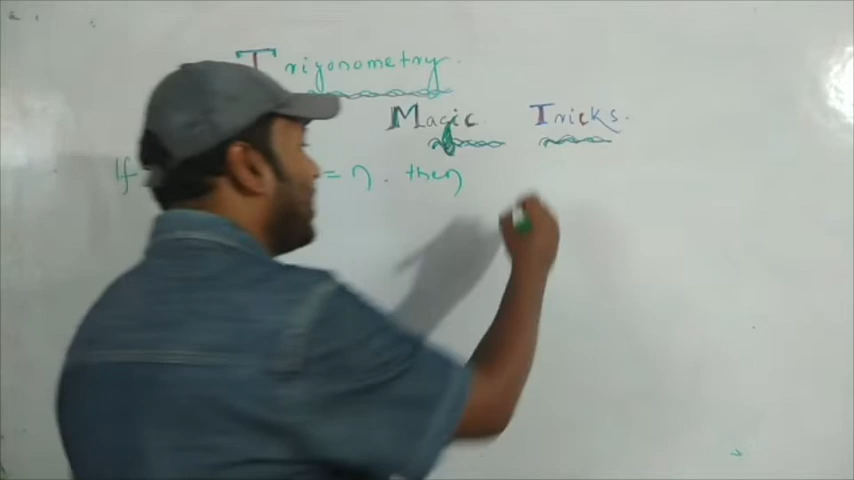 Trigonometry.
Magic Tricks.
If = n. then